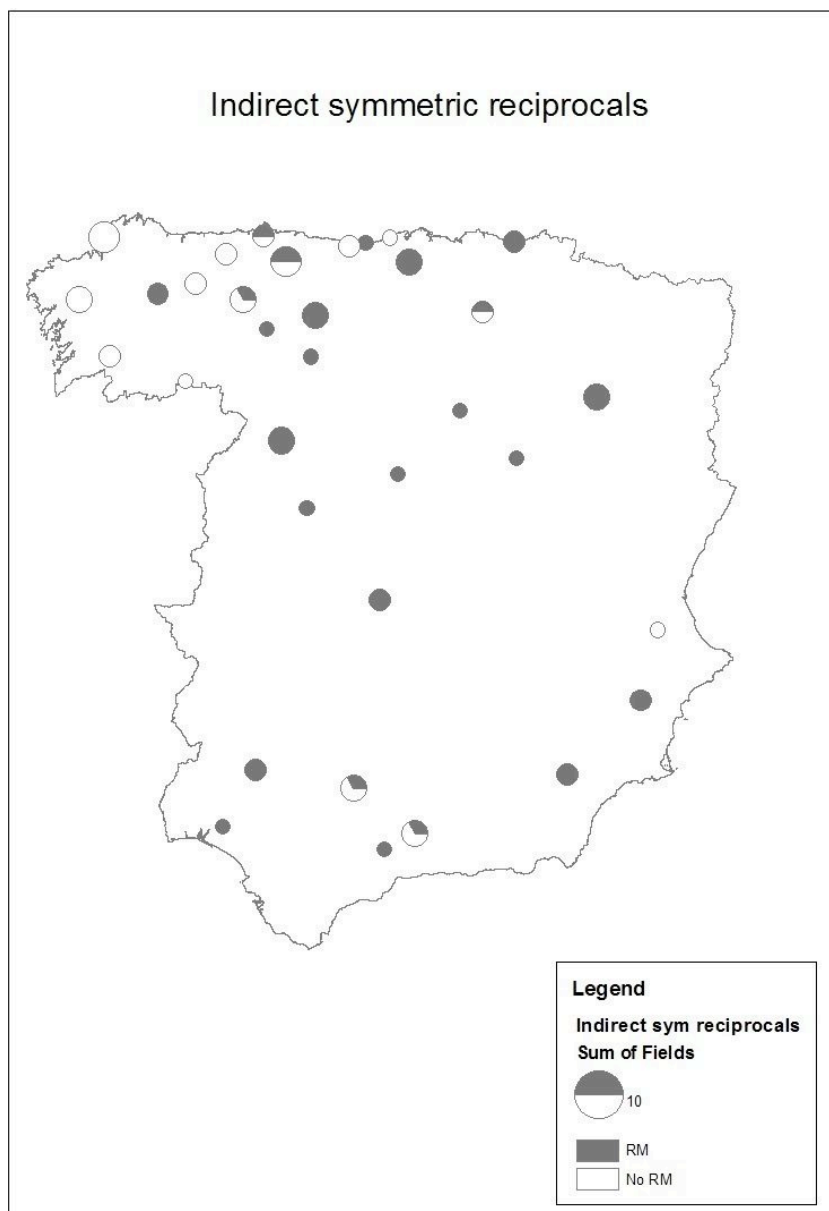 Indirect symmetric reciprocals
Legend
Indirect sym reciprocals
Sum of Fields
10
RM
No RM